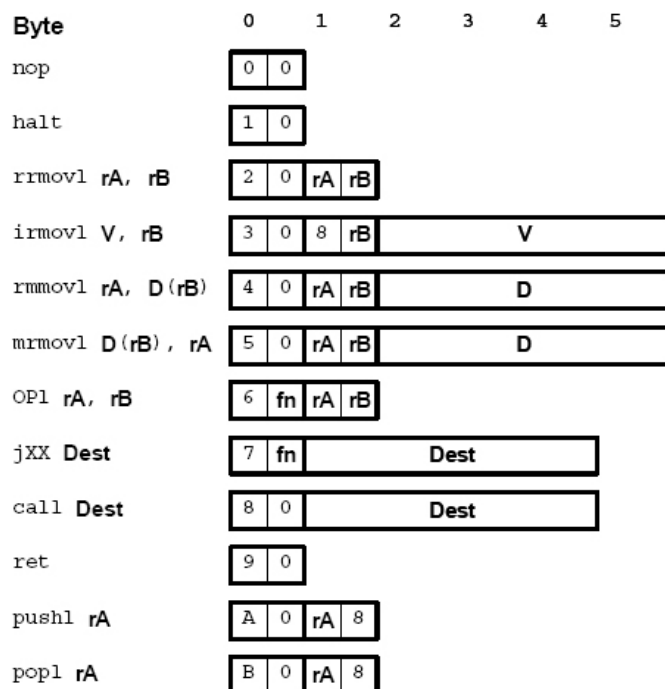 Byte 0 1 2 3 4 5
nop 0 0
halt 1 0
rrmovl rA, rB 2 0 rA rB
irmovl V, rB 3 0 8 rB V
rmmovl rA, D(rB) 4 0 rA rB D
mrmovl D(rB), rA 5 0 rA rB D
OPl rA, rB 6 fn rA rB
jXX Dest 7 fn Dest
call Dest 8 0 Dest
ret 9 0
pushl rA A 0 rA 8
popl rA B 0 rA 8